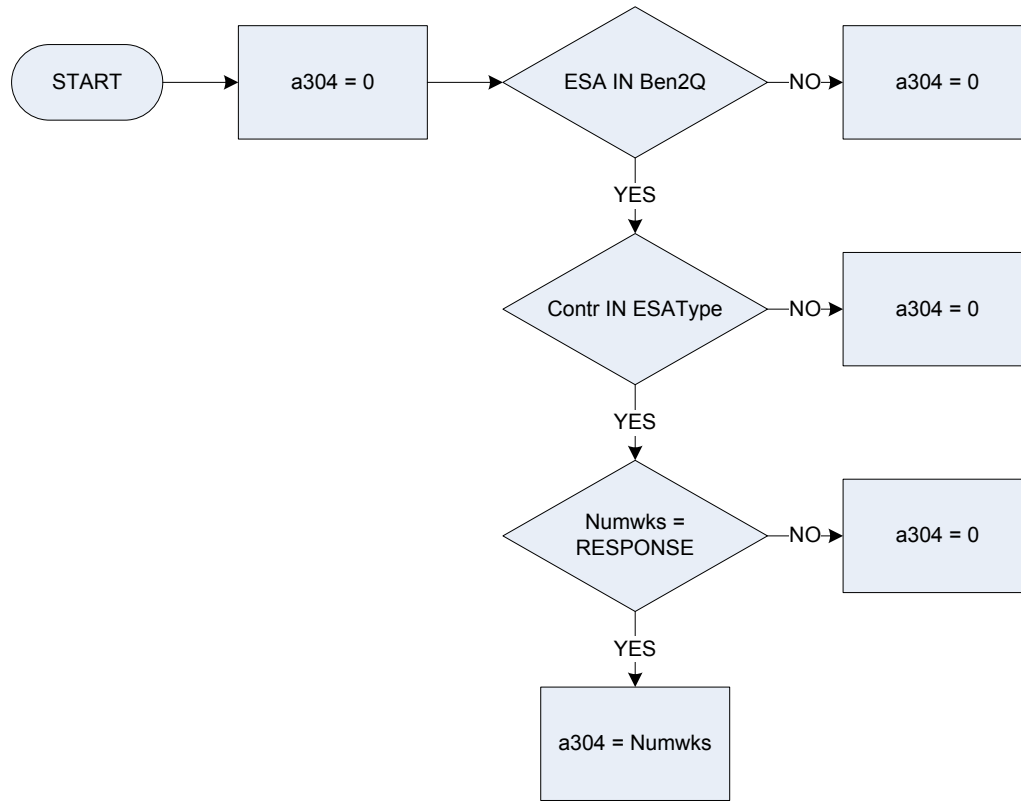 START
a304 = 0
ESA IN Ben2Q
NO
a304 = 0
YES
Contr IN ESAType
NO
a304 = 0
YES
Numwks =
RESPONSE
NO
a304 = 0
YES
a304 = Numwks